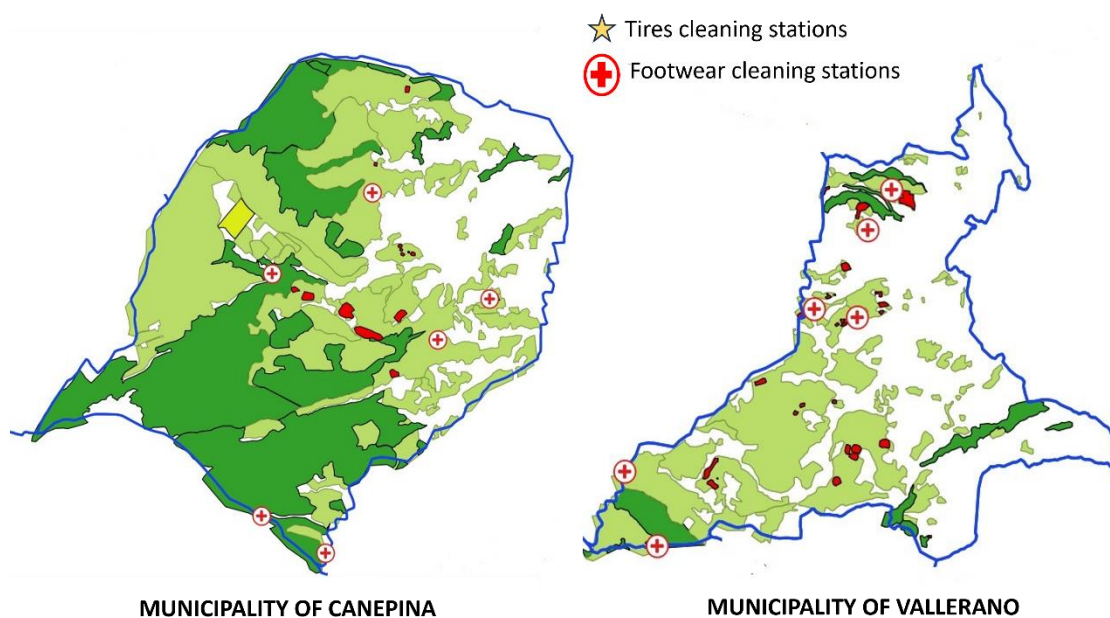 Tires cleaning stations
Footwear cleaning stations
MUNICIPALITY OF CANEPINA
MUNICIPALITY OF VALLERANO